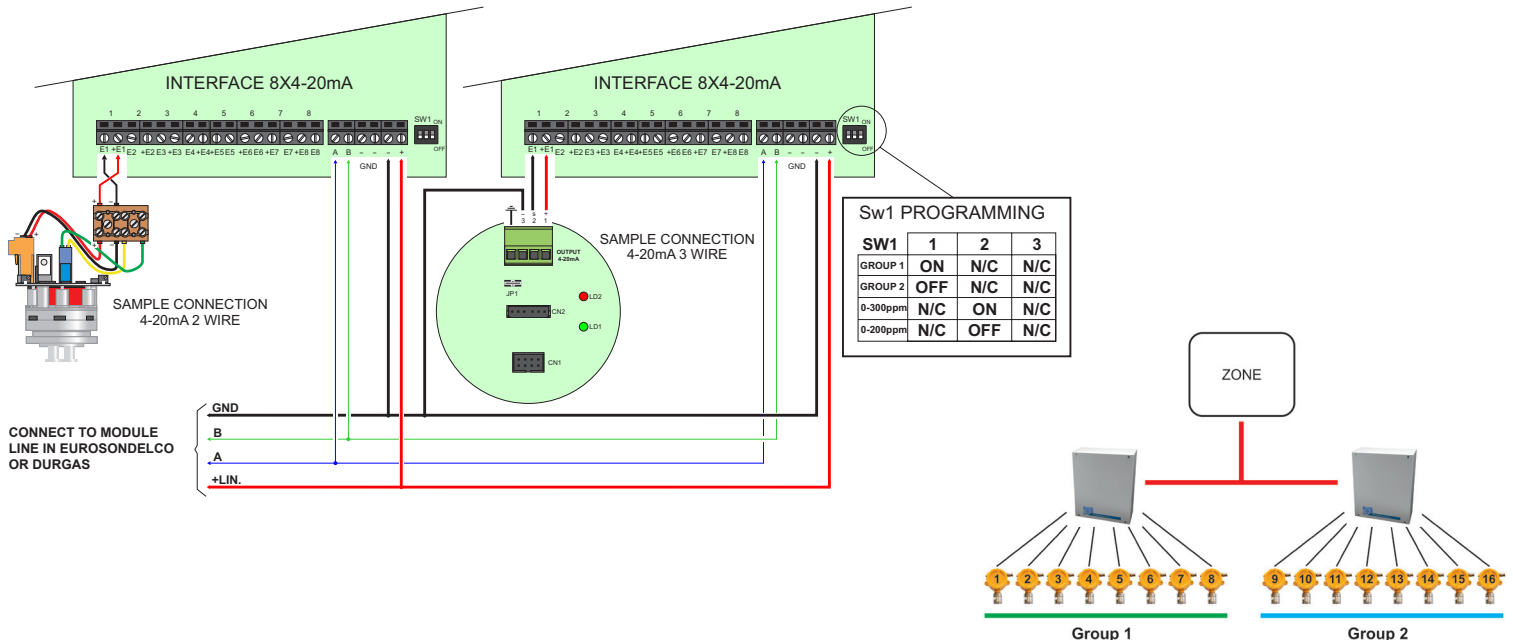 INTERFACE 8X4-20mA
1 2 3 4 5 6 7 8
SW1 ON
OFF
E1 +E1 E2 +E2 E3 +E3 E4 +E4 +E5 E5 +E6 E6 +E7 E7 +E8 E8
A B - - - +
GND
+ -
+ -
- +
SAMPLE CONNECTION
4-20mA 2 WIRE
INTERFACE 8X4-20mA
1 2 3 4 5 6 7 8
SW1 ON
OFF
E1 +E1 E2 +E2 E3 +E3 E4 +E4 +E5 E5 +E6 E6 +E7 E7 +E8 E8
A B - - - +
GND
- s +
3 2 1
OUTPUT
4-20mA
SAMPLE CONNECTION
4-20mA 3 WIRE
JP1
LD2
CN2
LD1
CN1
Sw1 PROGRAMMING
SW1 1 2 3
GROUP 1 ON N/C N/C
GROUP 2 OFF N/C N/C
0-300ppm N/C ON N/C
0-200ppm N/C OFF N/C
CONNECT TO MODULE
LINE IN EUROSONDELCO
OR DURGAS
GND
B
A
+LIN.
ZONE
1 2 3 4 5 6 7 8
9 10 11 12 13 14 15 16
Group 1
Group 2